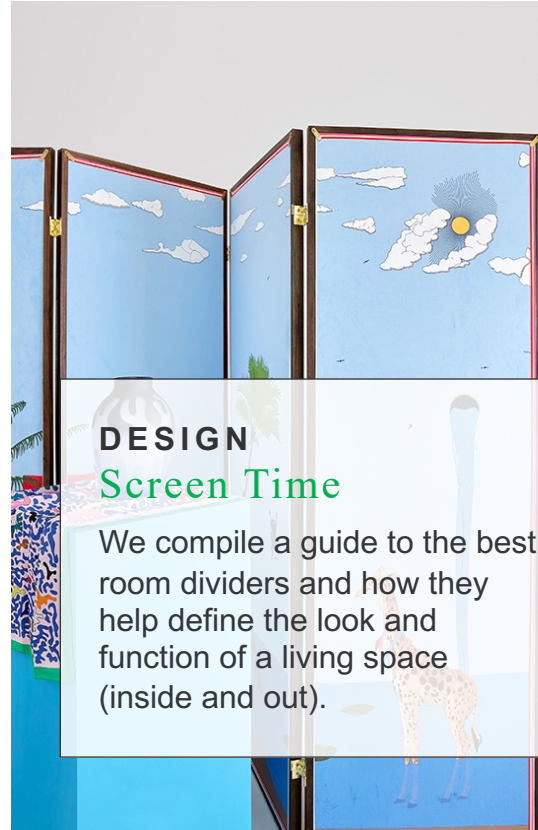 DESIGN
Screen Time
We compile a guide to the best
room dividers and how they
help define the look and
function of a living space
(inside and out).